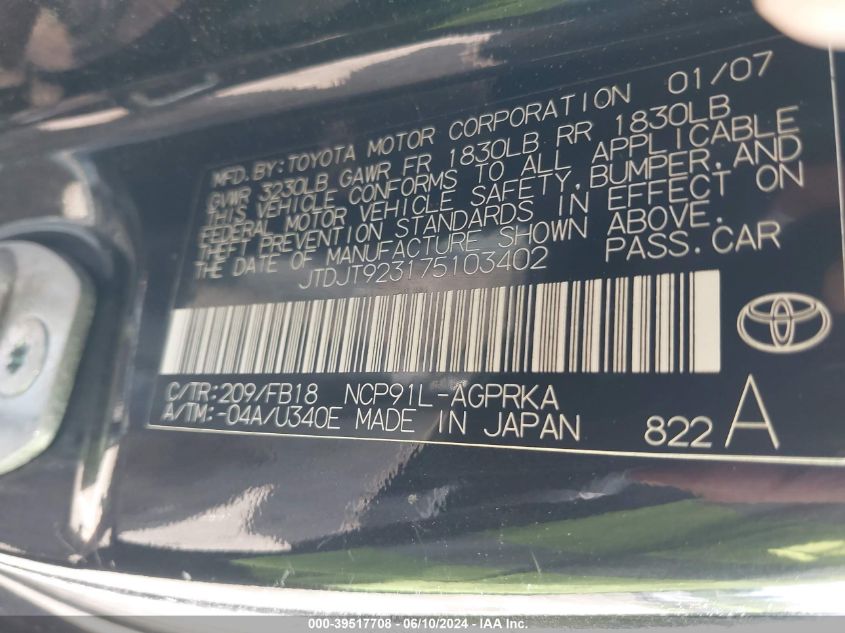 MFD.BY:TOYOTA MOTOR CORPORATION 01/07
GVWR 3230LB GAWR FR 1830LB RR 1830LB
THIS VEHICLE CONFORMS TO ALL APPLICABLE
FEDERAL MOTOR VEHICLE SAFETY,BUMPER,AND
THEFT PREVENTION STANDARDS IN EFFECT ON
THE DATE OF MANUFACTURE SHOWN ABOVE.
JTDJT923175103402 PASS.CAR
C/TR:209/FB18 NCP91L-AGPRKA
A/TM:-04A/U340E MADE IN JAPAN 822 A
000-39517708 - 06/10/2024 - IAA Inc.